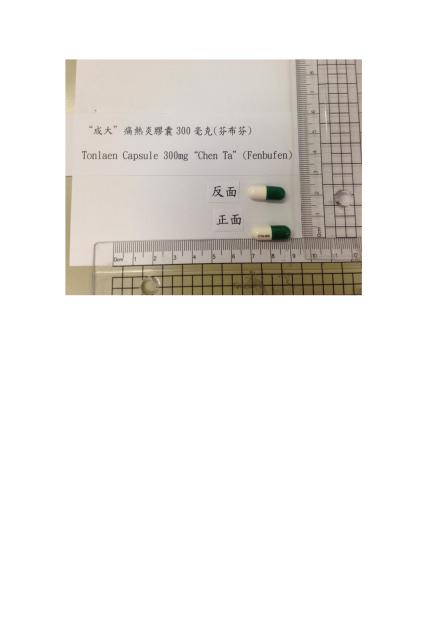 “成大”痛熱炎膠囊 300 毫克(芬布芬)
Tonlaen Capsule 300mg “Chen Ta”(Fenbufen)
反面
正面
0cm 1 2 3 4 5 6 7 8 9 10 11 12